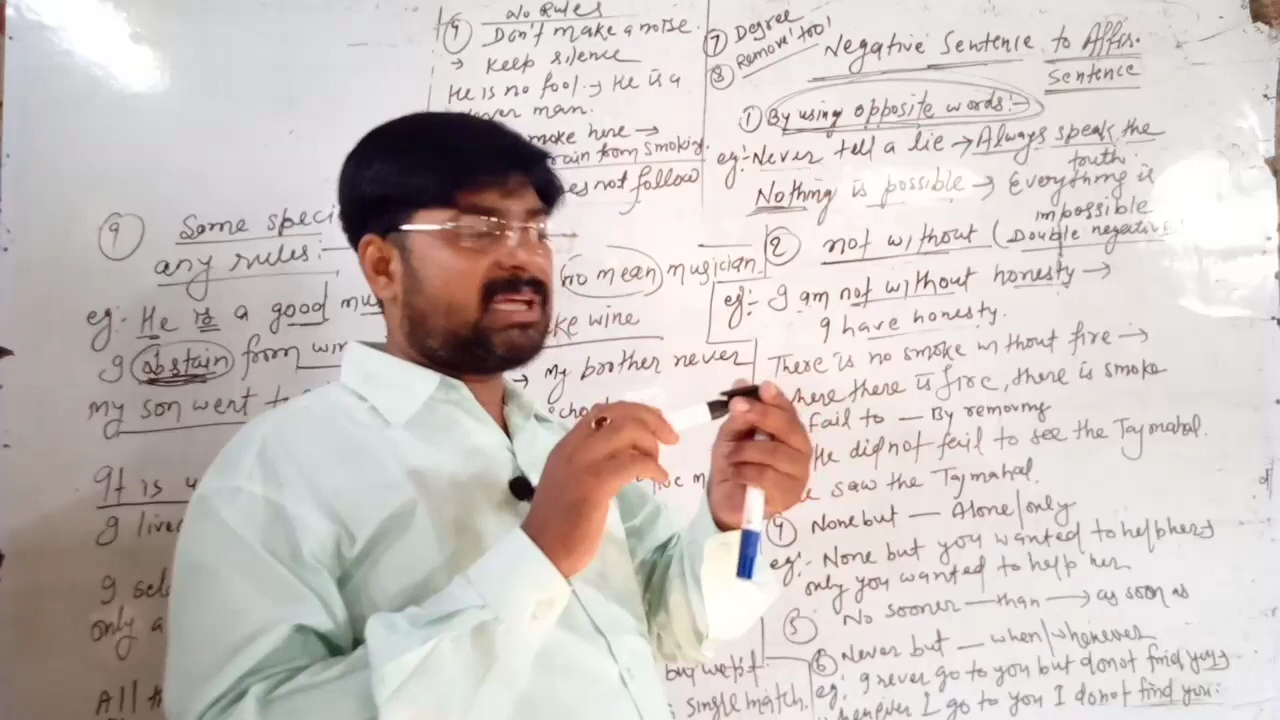 a/o Rules
9 Don't make a noise.
→ Keep silence
He is no fool. → He is a
man.
smoke here →
from smoking.
not follow
7 Degree
8 Remove 'too'
Negative Sentence to Affir.
Sentence
① By using opposite words:→
eg:- Never tell a lie → Always speak the
truth.
Nothing is possible → Everything is
impossible
② not without (Double negative
eg:- I am not without honesty →
I have honesty.
There is no smoke without fire →
here there is fire, there is smoke
Fail to — By removing
He did not fail to see the Tajmahal.
saw the Tajmahal.
④ None but — Alone/only
eg:- None but you wanted to help her→
only you wanted to help her
5 No sooner — than → as soon as
⑥ Never but — when/whenever
eg: I never go to you but do not find you→
whenever I go to you I do not find you.
9 Some speci
any rules:
eg:- He is a good mu
no mean musician.
I abstain from win
ke wine
My son went t
→ My brother never
It is
I live
I sel
only a
All th
buy
single match.